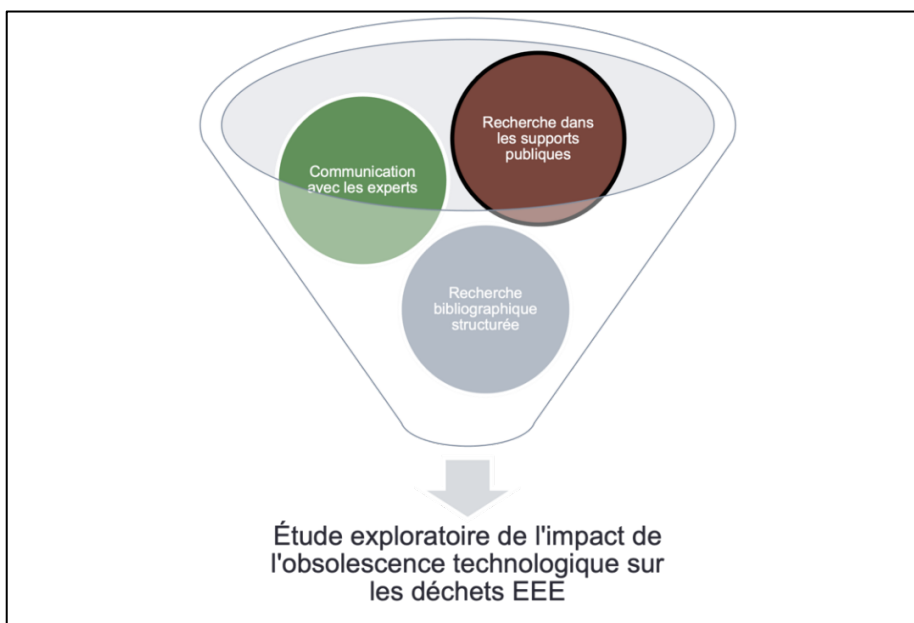 Recherche dans
les supports
publiques
Communication
avec les experts
Recherche
bibliographique
structurée
Étude exploratoire de l'impact de
l'obsolescence technologique sur
les déchets EEE